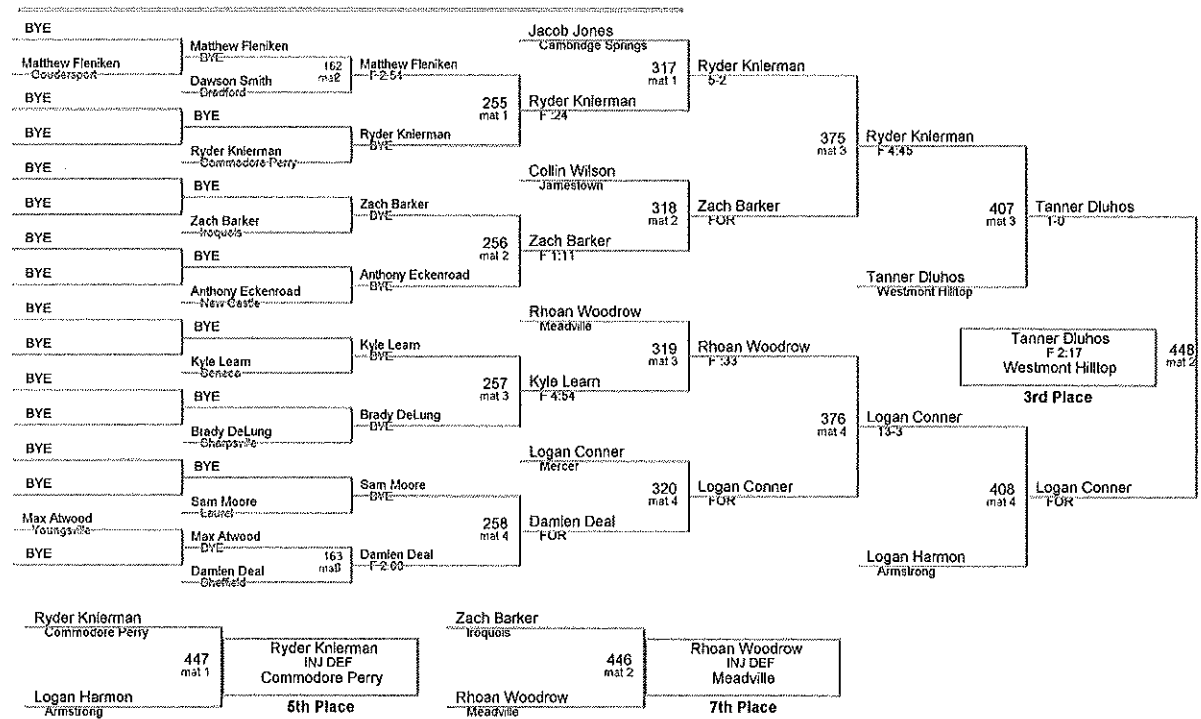 BYE
Matthew Fleniken
Coudersport
BYE
BYE
BYE
BYE
BYE
BYE
BYE
BYE
BYE
BYE
BYE
BYE
Max Atwood
Youngsville
BYE
Matthew Fleniken
BYE
162
mat
Dawson Smith
Bradford
BYE
Ryder Knierman
Commodore Perry
BYE
Zach Barker
Iroquois
BYE
Anthony Eckenroad
New Castle
BYE
Kyle Learn
Seneca
BYE
Brady DeLung
Sharpsville
BYE
Sam Moore
Laurel
Max Atwood
BYE
163
Damien Deal
Sheffield
Matthew Fleniken
F 2:51
255
mat 1
Ryder Knierman
BYE
Zach Barker
BYE
256
mat 2
Anthony Eckenroad
BYE
Kyle Learn
BYE
257
mat 3
Brady DeLung
BYE
Sam Moore
BYE
258
mat 4
Damien Deal
F 2:00
Jacob Jones
Cambridge Springs
317
mat 1
Ryder Knierman
F :24
Collin Wilson
Jamestown
318
mat 2
Zach Barker
F 1:11
Rhoan Woodrow
Meadville
319
mat 3
Kyle Learn
F 4:54
Logan Conner
Mercer
320
mat 4
Damien Deal
FOR
Ryder Knierman
5-2
375
mat 3
Zach Barker
FOR
Rhoan Woodrow
F :33
376
mat 4
Logan Conner
FOR
Ryder Knierman
F 4:45
407
mat 3
Tanner Dluhos
Westmont Hilltop
Logan Conner
13-3
408
mat 4
Logan Harmon
Armstrong
Tanner Dluhos
1-0
Tanner Dluhos
F 2:17
Westmont Hilltop
3rd Place
448
mat 2
Logan Conner
FOR
Ryder Knierman
Commodore Perry
447
mat 1
Logan Harmon
Armstrong
Ryder Knierman
INJ DEF
Commodore Perry
5th Place
Zach Barker
Iroquois
446
mat 2
Rhoan Woodrow
Meadville
Rhoan Woodrow
INJ DEF
Meadville
7th Place